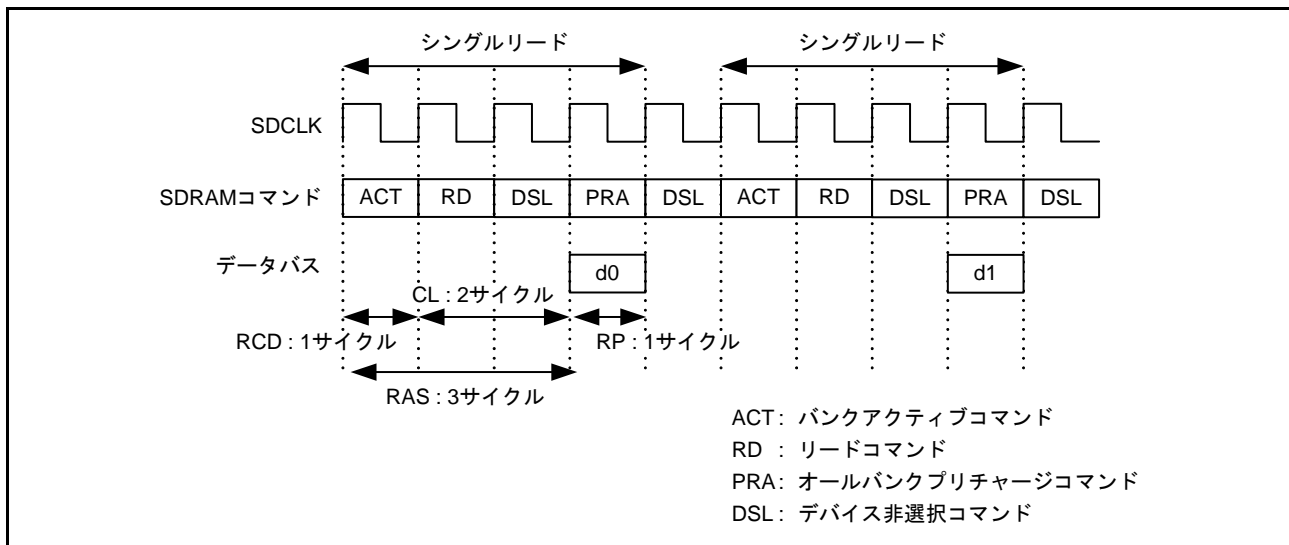 シングルリード シングルリード
SDCLK
SDRAMコマンド ACT RD DSL PRA DSL ACT RD DSL PRA DSL
データバス d0 d1
CL : 2サイクル
RCD : 1サイクル RP : 1サイクル
RAS : 3サイクル
ACT : バンクアクティブコマンド
RD : リードコマンド
PRA : オールバンクプリチャージコマンド
DSL : デバイス非選択コマンド